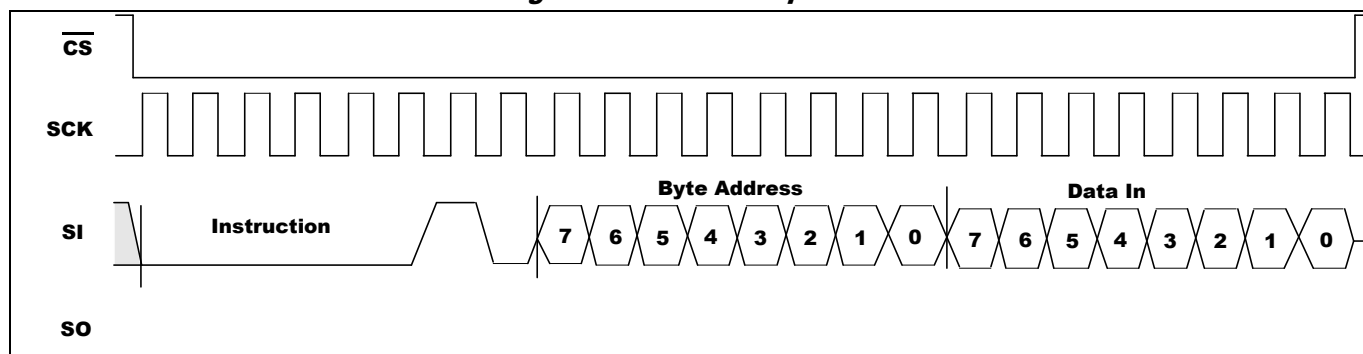 CS
SCK
Byte Address
Data In
SI
Instruction
7 6 5 4 3 2 1 0 7 6 5 4 3 2 1 0
SO